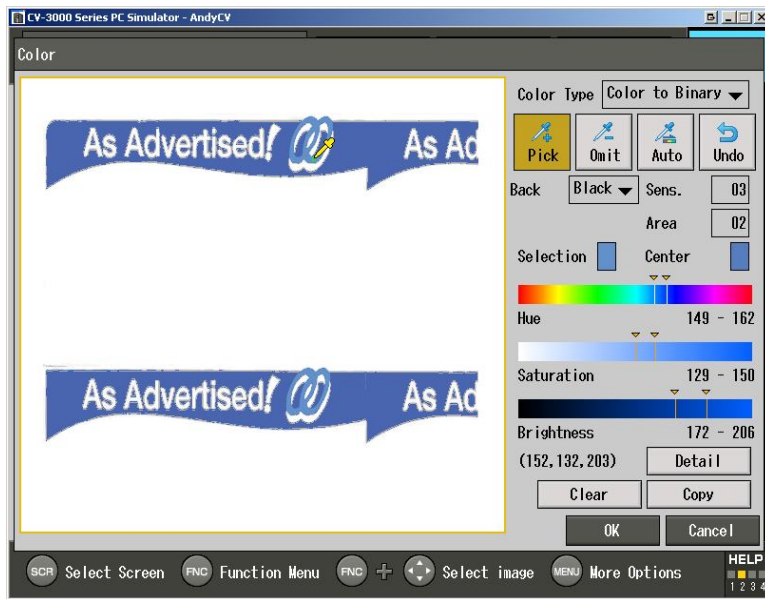 CV-3000 Series PC Simulator - AndyCV
Color
Color Type Color to Binary
Pick Omit Auto Undo
Back Black Sens. 03
Area 02
Selection Center
Hue 149 - 162
Saturation 129 - 150
Brightness 172 - 206
(152,132,203) Detail
Clear Copy
OK Cancel
As Advertised! As Ad
As Advertised! As Ad
SCR Select Screen FNC Function Menu FNC + Select image MENU More Options
HELP
1 2 3 4